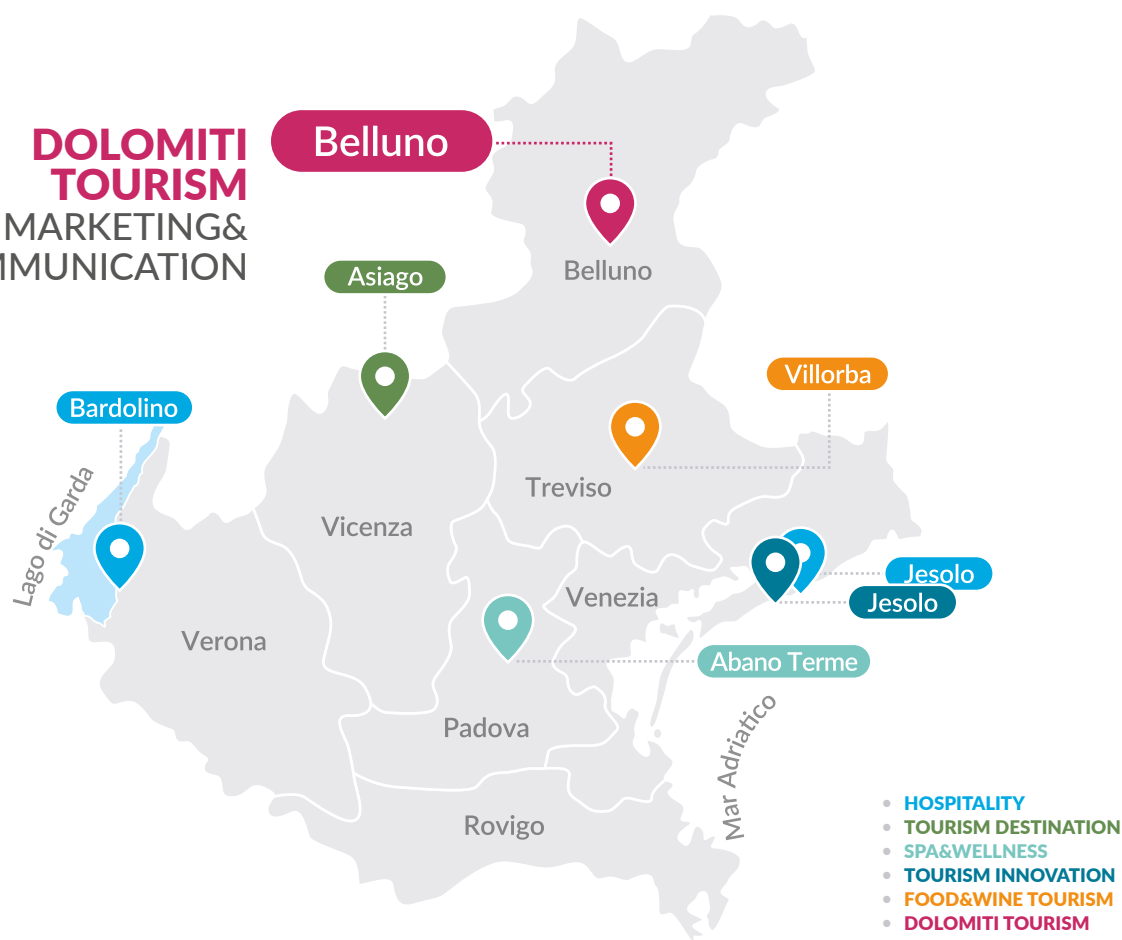 DOLOMITI
TOURISM
MARKETING&
MMUNICATION
Belluno
Belluno
Asiago
Villorba
Bardolino
Lago di Garda
Treviso
Vicenza
Jesolo
Jesolo
Venezia
Verona
Abano Terme
Padova
Mar Adriatico
Rovigo
HOSPITALITY
TOURISM DESTINATION
SPA&WELLNESS
TOURISM INNOVATION
FOOD&WINE TOURISM
DOLOMITI TOURISM